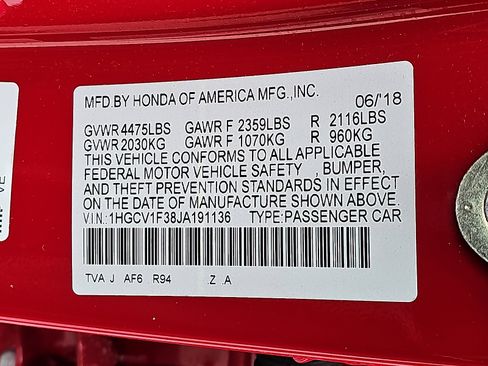 MFD.BY HONDA OF AMERICA MFG.,INC. 06/'18
GVWR 4475LBS GAWR F 2359LBS R 2116LBS
GVWR 2030KG GAWR F 1070KG R 960KG
THIS VEHICLE CONFORMS TO ALL APPLICABLE
FEDERAL MOTOR VEHICLE SAFETY , BUMPER,
AND THEFT PREVENTION STANDARDS IN EFFECT
ON THE DATE OF MANUFACTURE SHOWN ABOVE.
VIN:1HGCV1F38JA191136 TYPE:PASSENGER CAR
TVA J AF6 R94 .Z .A